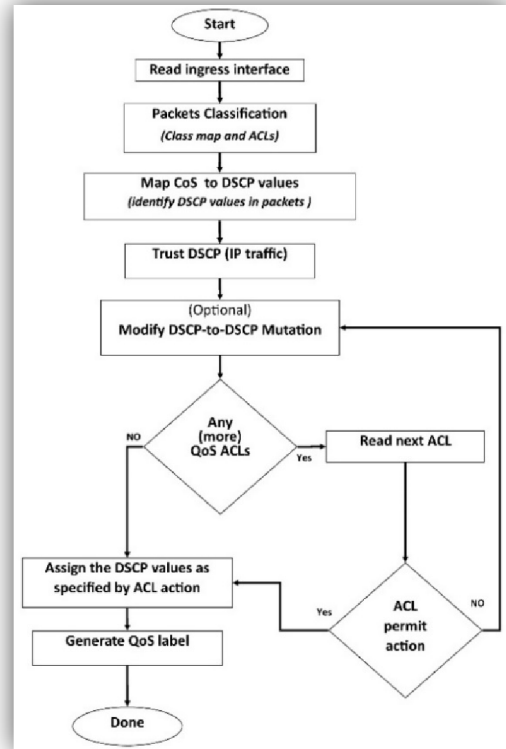 Start
Read ingress interface
Packets Classification
(Class map and ACLs)
Map CoS to DSCP values
(identify DSCP values in packets )
Trust DSCP (IP traffic)
(Optional)
Modify DSCP-to-DSCP Mutation
Any
(more)
QoS ACLs
NO
Yes
Read next ACL
Assign the DSCP values as
specified by ACL action
Yes
ACL
permit
action
NO
Generate QoS label
Done